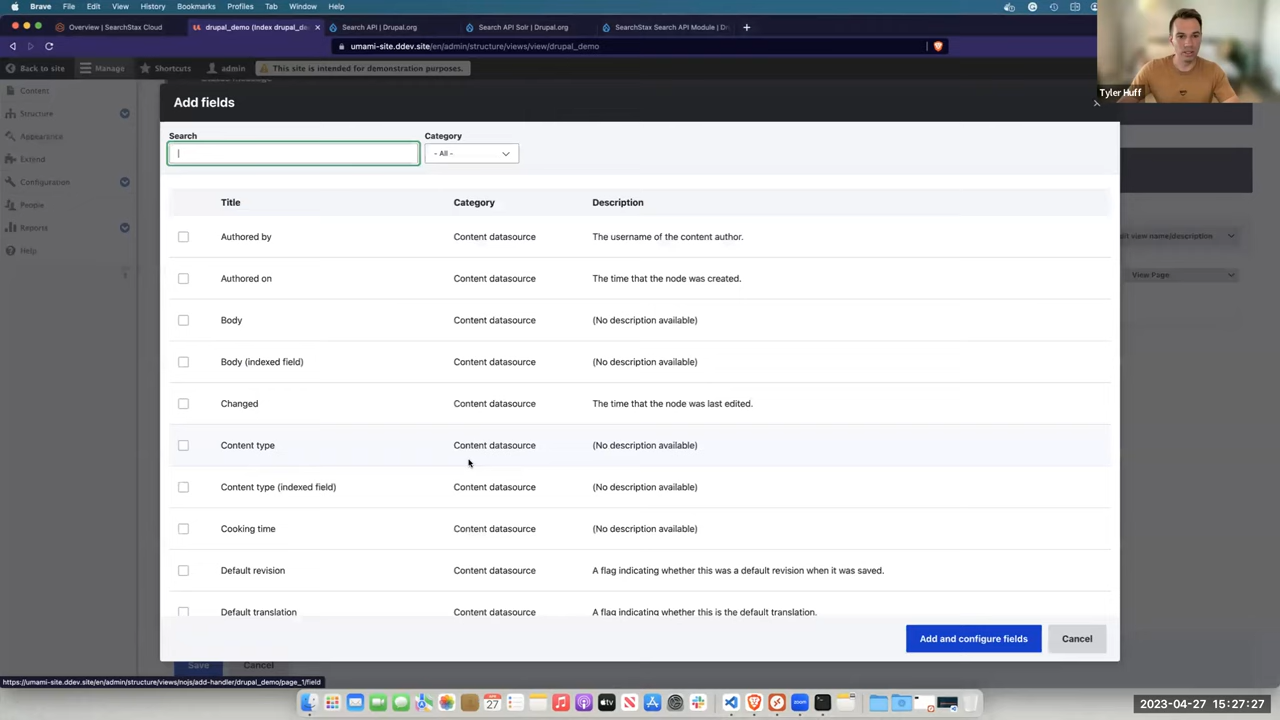 Brave File Edit View History Bookmarks Profiles Tab Window Help
Overview | SearchStax Cloud
drupal_demo (Index drupal_dem
Search API | Drupal.org
Search API Solr | Drupal.org
SearchStax Search API Module | Dr
umami-site.ddev.site/en/admin/structure/views/view/drupal_demo
Back to site Manage Shortcuts admin This site is intended for demonstration purposes.
Tyler Huff
Content
Structure
Appearance
Extend
Configuration
People
Reports
Help
Add fields
Search Category
- All -
Title Category Description
Authored by Content datasource The username of the content author.
Authored on Content datasource The time that the node was created.
Body Content datasource (No description available)
Body (indexed field) Content datasource (No description available)
Changed Content datasource The time that the node was last edited.
Content type Content datasource (No description available)
Content type (indexed field) Content datasource (No description available)
Cooking time Content datasource (No description available)
Default revision Content datasource A flag indicating whether this was a default revision when it was saved.
Default translation Content datasource A flag indicating whether this is the default translation.
Add and configure fields Cancel
view name/description
View Page
Save Cancel
https://umami-site.ddev.site/en/admin/structure/views/nojs/add-handler/drupal_demo/page_1/field
27
2023-04-27 15:27:27